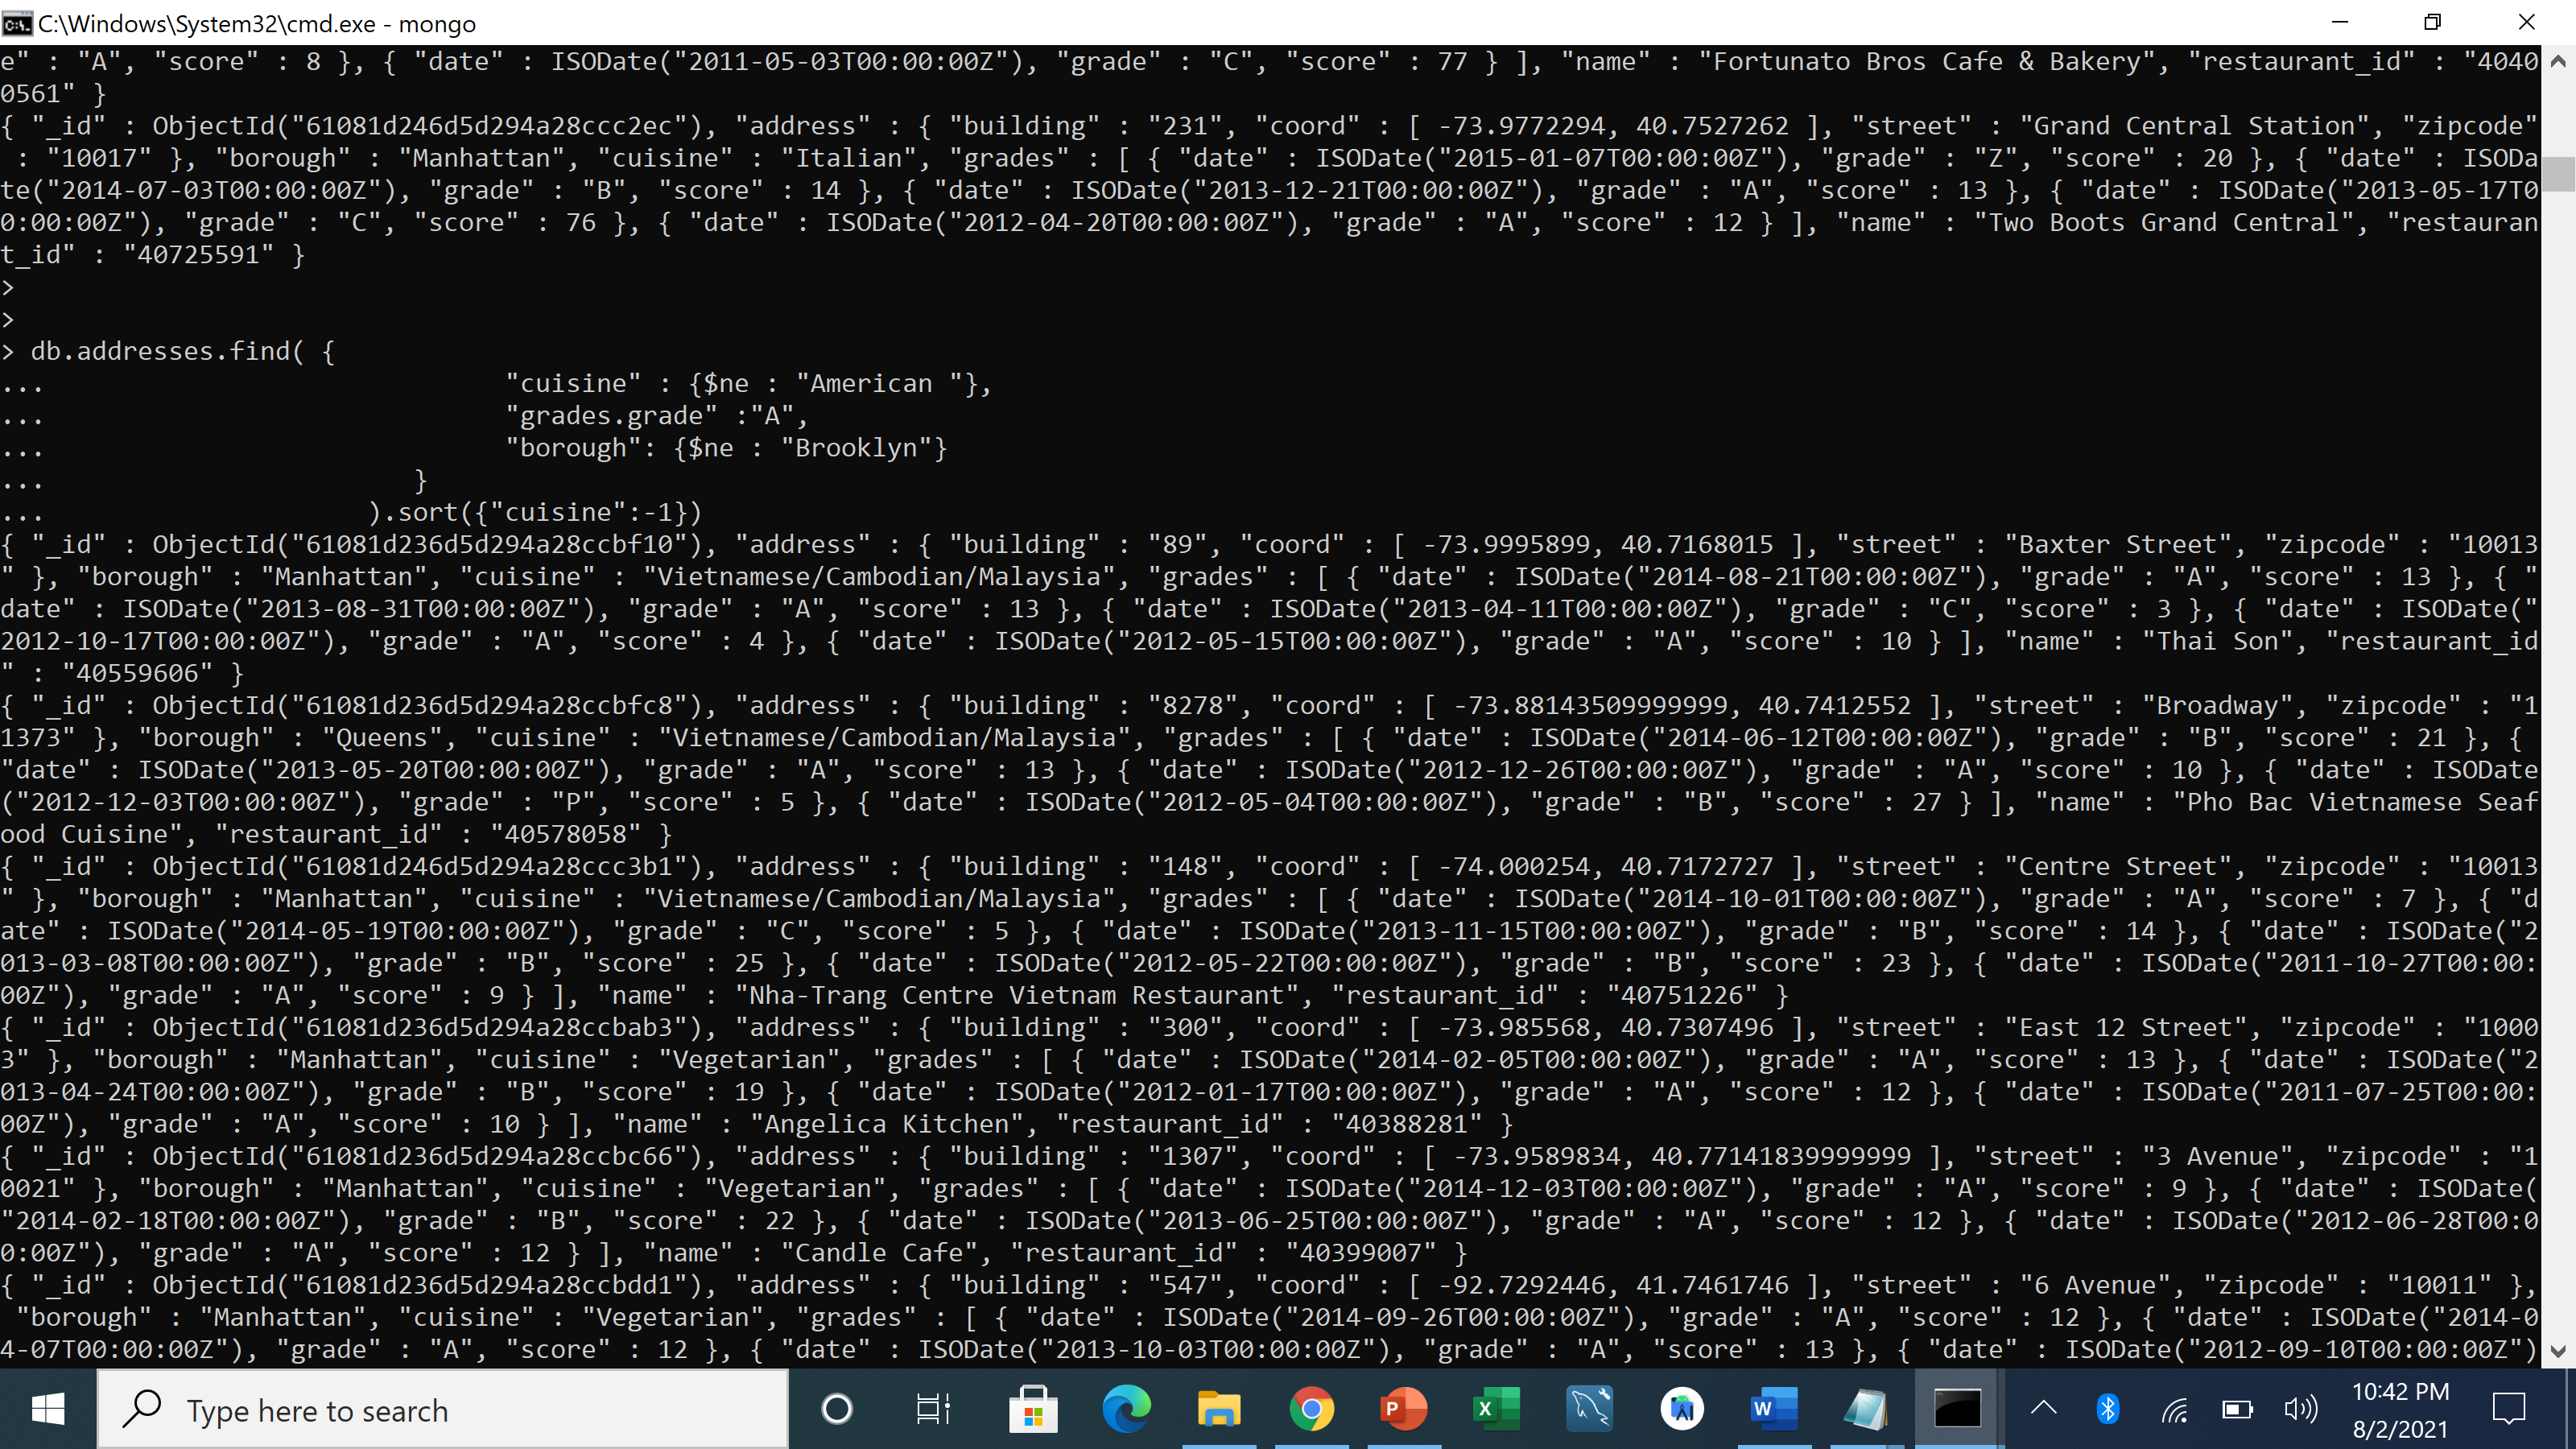 C:\Windows\System32\cmd.exe - mongo
e" : "A", "score" : 8 }, { "date" : ISODate("2011-05-03T00:00:00Z"), "grade" : "C", "score" : 77 } ], "name" : "Fortunato Bros Cafe & Bakery", "restaurant_id" : "4040
0561" }
{ "_id" : ObjectId("61081d246d5d294a28ccc2ec"), "address" : { "building" : "231", "coord" : [ -73.9772294, 40.7527262 ], "street" : "Grand Central Station", "zipcode"
 : "10017" }, "borough" : "Manhattan", "cuisine" : "Italian", "grades" : [ { "date" : ISODate("2015-01-07T00:00:00Z"), "grade" : "Z", "score" : 20 }, { "date" : ISODa
te("2014-07-03T00:00:00Z"), "grade" : "B", "score" : 14 }, { "date" : ISODate("2013-12-21T00:00:00Z"), "grade" : "A", "score" : 13 }, { "date" : ISODate("2013-05-17T0
0:00:00Z"), "grade" : "C", "score" : 76 }, { "date" : ISODate("2012-04-20T00:00:00Z"), "grade" : "A", "score" : 12 } ], "name" : "Two Boots Grand Central", "restauran
t_id" : "40725591" }
>
>
> db.addresses.find( {
...                              "cuisine" : {$ne : "American "},
...                              "grades.grade" :"A",
...                              "borough": {$ne : "Brooklyn"}
...                        }
...                     ).sort({"cuisine":-1})
{ "_id" : ObjectId("61081d236d5d294a28ccbf10"), "address" : { "building" : "89", "coord" : [ -73.9995899, 40.7168015 ], "street" : "Baxter Street", "zipcode" : "10013
" }, "borough" : "Manhattan", "cuisine" : "Vietnamese/Cambodian/Malaysia", "grades" : [ { "date" : ISODate("2014-08-21T00:00:00Z"), "grade" : "A", "score" : 13 }, { "
date" : ISODate("2013-08-31T00:00:00Z"), "grade" : "A", "score" : 13 }, { "date" : ISODate("2013-04-11T00:00:00Z"), "grade" : "C", "score" : 3 }, { "date" : ISODate("
2012-10-17T00:00:00Z"), "grade" : "A", "score" : 4 }, { "date" : ISODate("2012-05-15T00:00:00Z"), "grade" : "A", "score" : 10 } ], "name" : "Thai Son", "restaurant_id
" : "40559606" }
{ "_id" : ObjectId("61081d236d5d294a28ccbfc8"), "address" : { "building" : "8278", "coord" : [ -73.88143509999999, 40.7412552 ], "street" : "Broadway", "zipcode" : "1
1373" }, "borough" : "Queens", "cuisine" : "Vietnamese/Cambodian/Malaysia", "grades" : [ { "date" : ISODate("2014-06-12T00:00:00Z"), "grade" : "B", "score" : 21 }, {
"date" : ISODate("2013-05-20T00:00:00Z"), "grade" : "A", "score" : 13 }, { "date" : ISODate("2012-12-26T00:00:00Z"), "grade" : "A", "score" : 10 }, { "date" : ISODate
("2012-12-03T00:00:00Z"), "grade" : "P", "score" : 5 }, { "date" : ISODate("2012-05-04T00:00:00Z"), "grade" : "B", "score" : 27 } ], "name" : "Pho Bac Vietnamese Seaf
ood Cuisine", "restaurant_id" : "40578058" }
{ "_id" : ObjectId("61081d246d5d294a28ccc3b1"), "address" : { "building" : "148", "coord" : [ -74.000254, 40.7172727 ], "street" : "Centre Street", "zipcode" : "10013
" }, "borough" : "Manhattan", "cuisine" : "Vietnamese/Cambodian/Malaysia", "grades" : [ { "date" : ISODate("2014-10-01T00:00:00Z"), "grade" : "A", "score" : 7 }, { "d
ate" : ISODate("2014-05-19T00:00:00Z"), "grade" : "C", "score" : 5 }, { "date" : ISODate("2013-11-15T00:00:00Z"), "grade" : "B", "score" : 14 }, { "date" : ISODate("2
013-03-08T00:00:00Z"), "grade" : "B", "score" : 25 }, { "date" : ISODate("2012-05-22T00:00:00Z"), "grade" : "B", "score" : 23 }, { "date" : ISODate("2011-10-27T00:00:
00Z"), "grade" : "A", "score" : 9 } ], "name" : "Nha-Trang Centre Vietnam Restaurant", "restaurant_id" : "40751226" }
{ "_id" : ObjectId("61081d236d5d294a28ccbab3"), "address" : { "building" : "300", "coord" : [ -73.985568, 40.7307496 ], "street" : "East 12 Street", "zipcode" : "1000
3" }, "borough" : "Manhattan", "cuisine" : "Vegetarian", "grades" : [ { "date" : ISODate("2014-02-05T00:00:00Z"), "grade" : "A", "score" : 13 }, { "date" : ISODate("2
013-04-24T00:00:00Z"), "grade" : "B", "score" : 19 }, { "date" : ISODate("2012-01-17T00:00:00Z"), "grade" : "A", "score" : 12 }, { "date" : ISODate("2011-07-25T00:00:
00Z"), "grade" : "A", "score" : 10 } ], "name" : "Angelica Kitchen", "restaurant_id" : "40388281" }
{ "_id" : ObjectId("61081d236d5d294a28ccbc66"), "address" : { "building" : "1307", "coord" : [ -73.9589834, 40.77141839999999 ], "street" : "3 Avenue", "zipcode" : "1
0021" }, "borough" : "Manhattan", "cuisine" : "Vegetarian", "grades" : [ { "date" : ISODate("2014-12-03T00:00:00Z"), "grade" : "A", "score" : 9 }, { "date" : ISODate(
"2014-02-18T00:00:00Z"), "grade" : "B", "score" : 22 }, { "date" : ISODate("2013-06-25T00:00:00Z"), "grade" : "A", "score" : 12 }, { "date" : ISODate("2012-06-28T00:0
0:00Z"), "grade" : "A", "score" : 12 } ], "name" : "Candle Cafe", "restaurant_id" : "40399007" }
{ "_id" : ObjectId("61081d236d5d294a28ccbdd1"), "address" : { "building" : "547", "coord" : [ -92.7292446, 41.7461746 ], "street" : "6 Avenue", "zipcode" : "10011" },
 "borough" : "Manhattan", "cuisine" : "Vegetarian", "grades" : [ { "date" : ISODate("2014-09-26T00:00:00Z"), "grade" : "A", "score" : 12 }, { "date" : ISODate("2014-0
4-07T00:00:00Z"), "grade" : "A", "score" : 12 }, { "date" : ISODate("2013-10-03T00:00:00Z"), "grade" : "A", "score" : 13 }, { "date" : ISODate("2012-09-10T00:00:00Z")
Type here to search
10:42 PM
8/2/2021